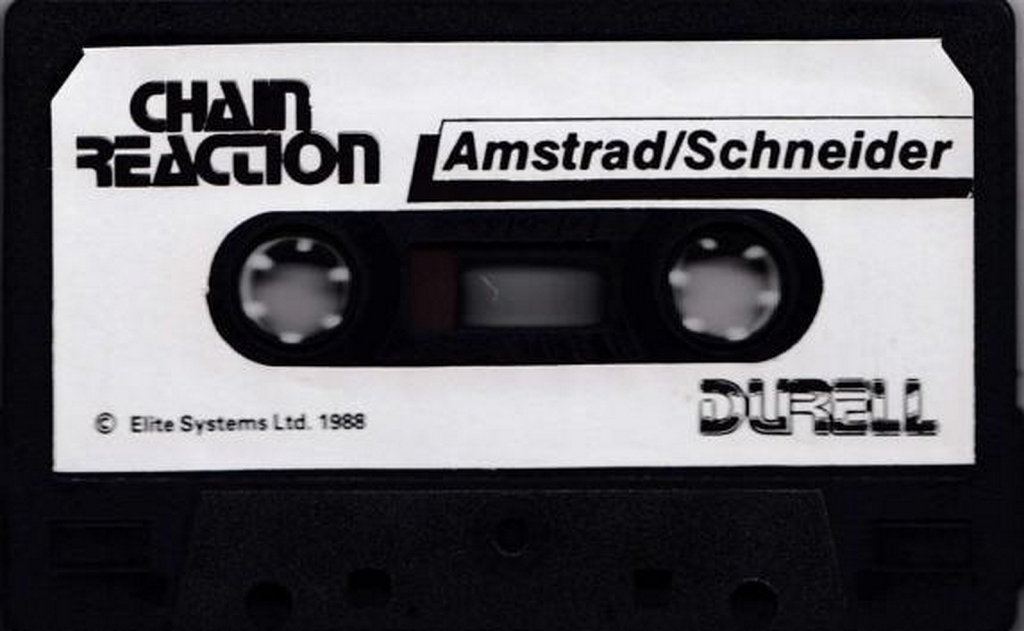 CHAIN
REACTION
Amstrad/Schneider
© Elite Systems Ltd. 1988
DURELL